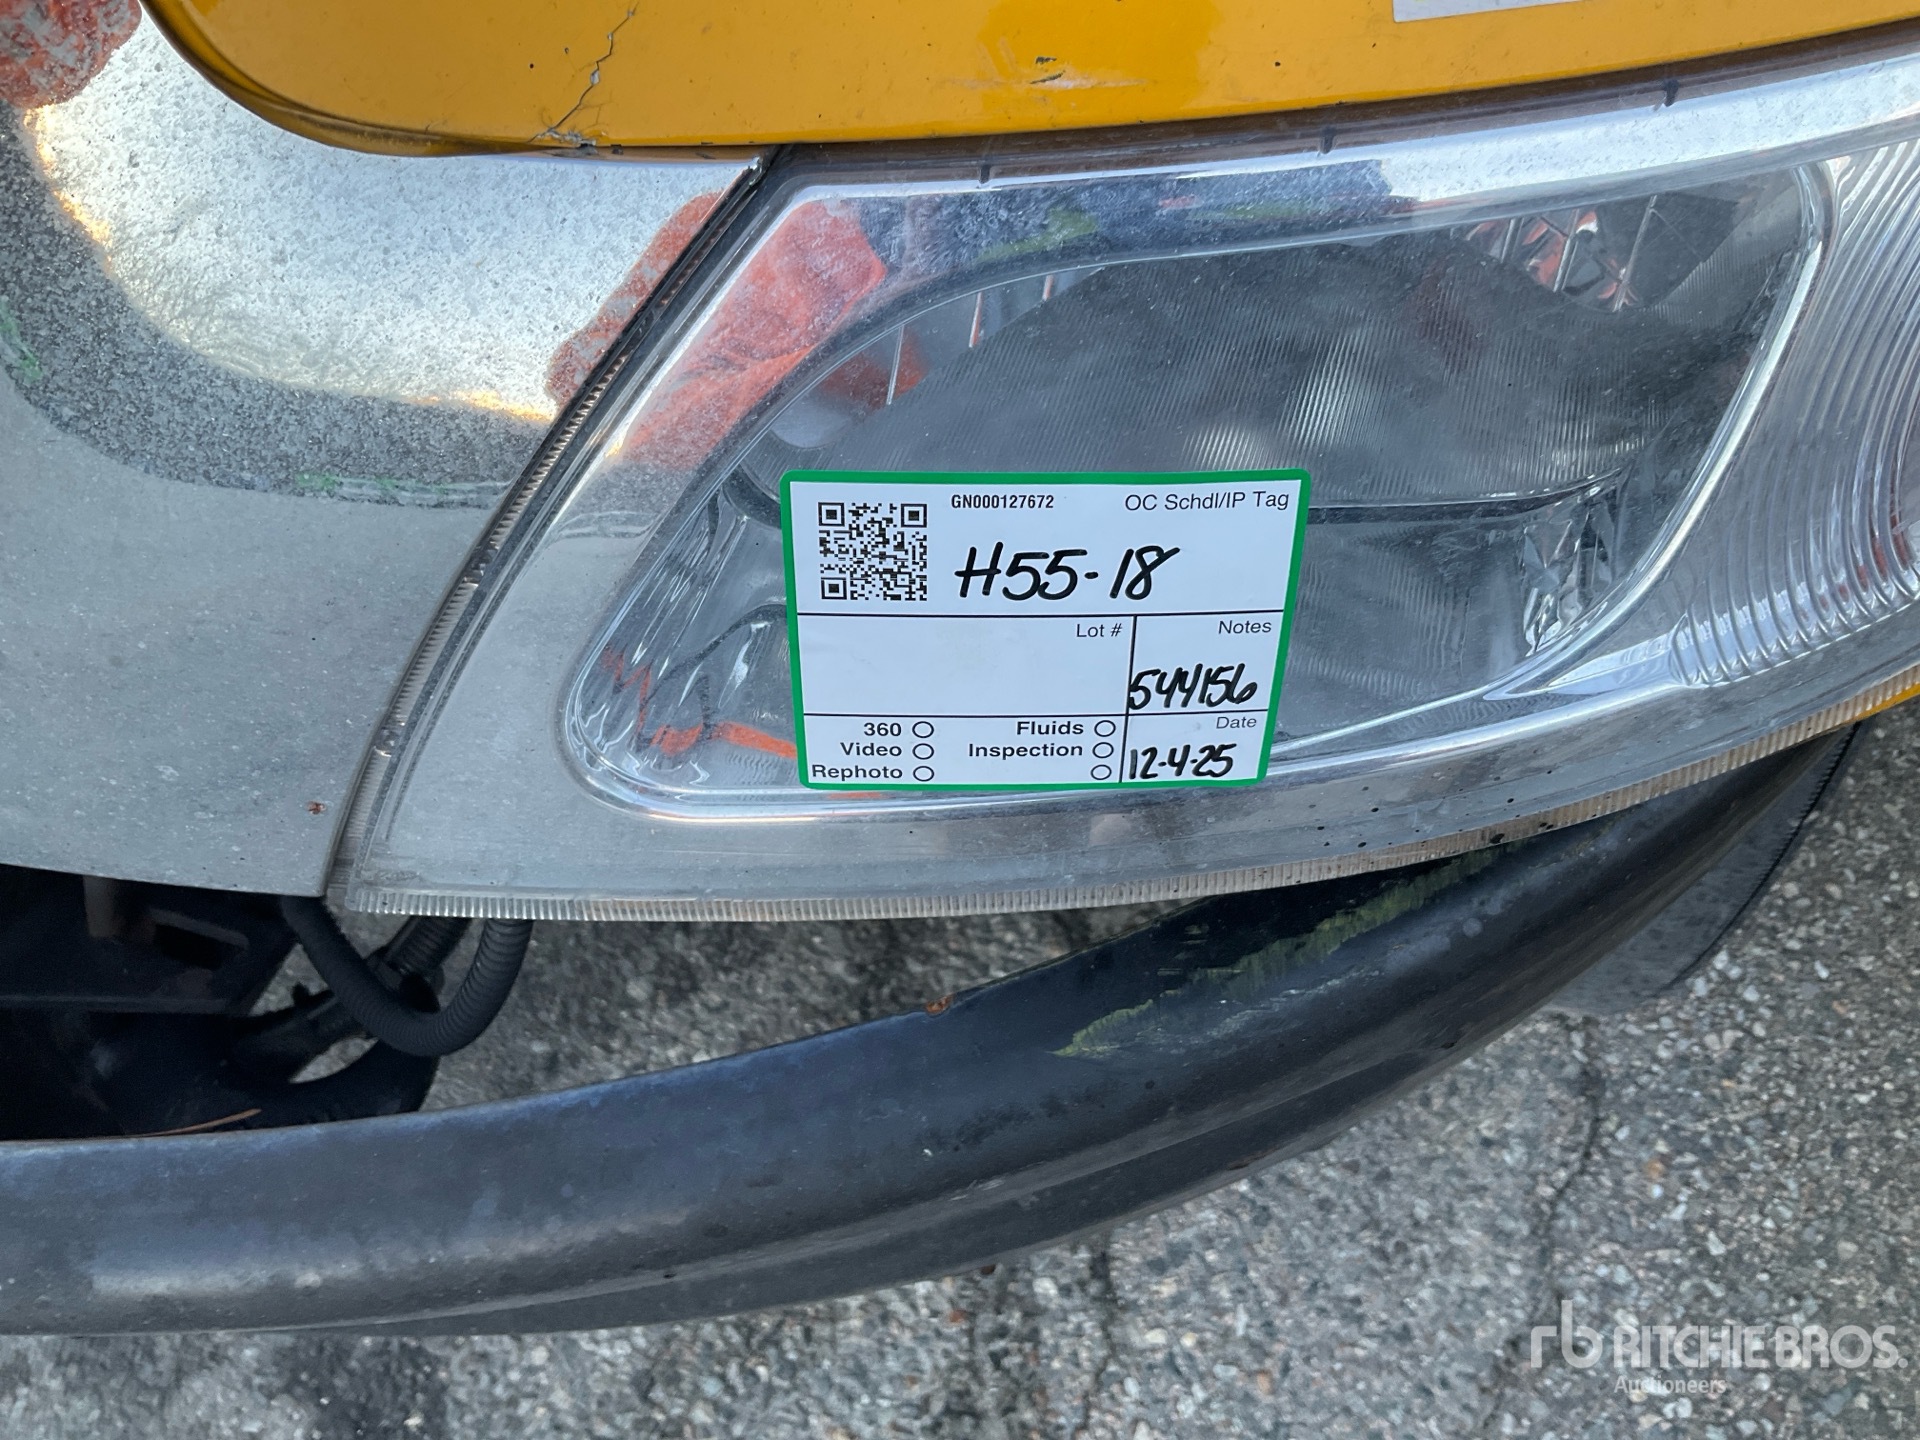 GN000127672 OC Schdl/IP Tag
H55-18
Lot # Notes
544156
360 Fluids Date
Video Inspection 12-4-25
Rephoto
rb RITCHIE BROS.
Auctioneers